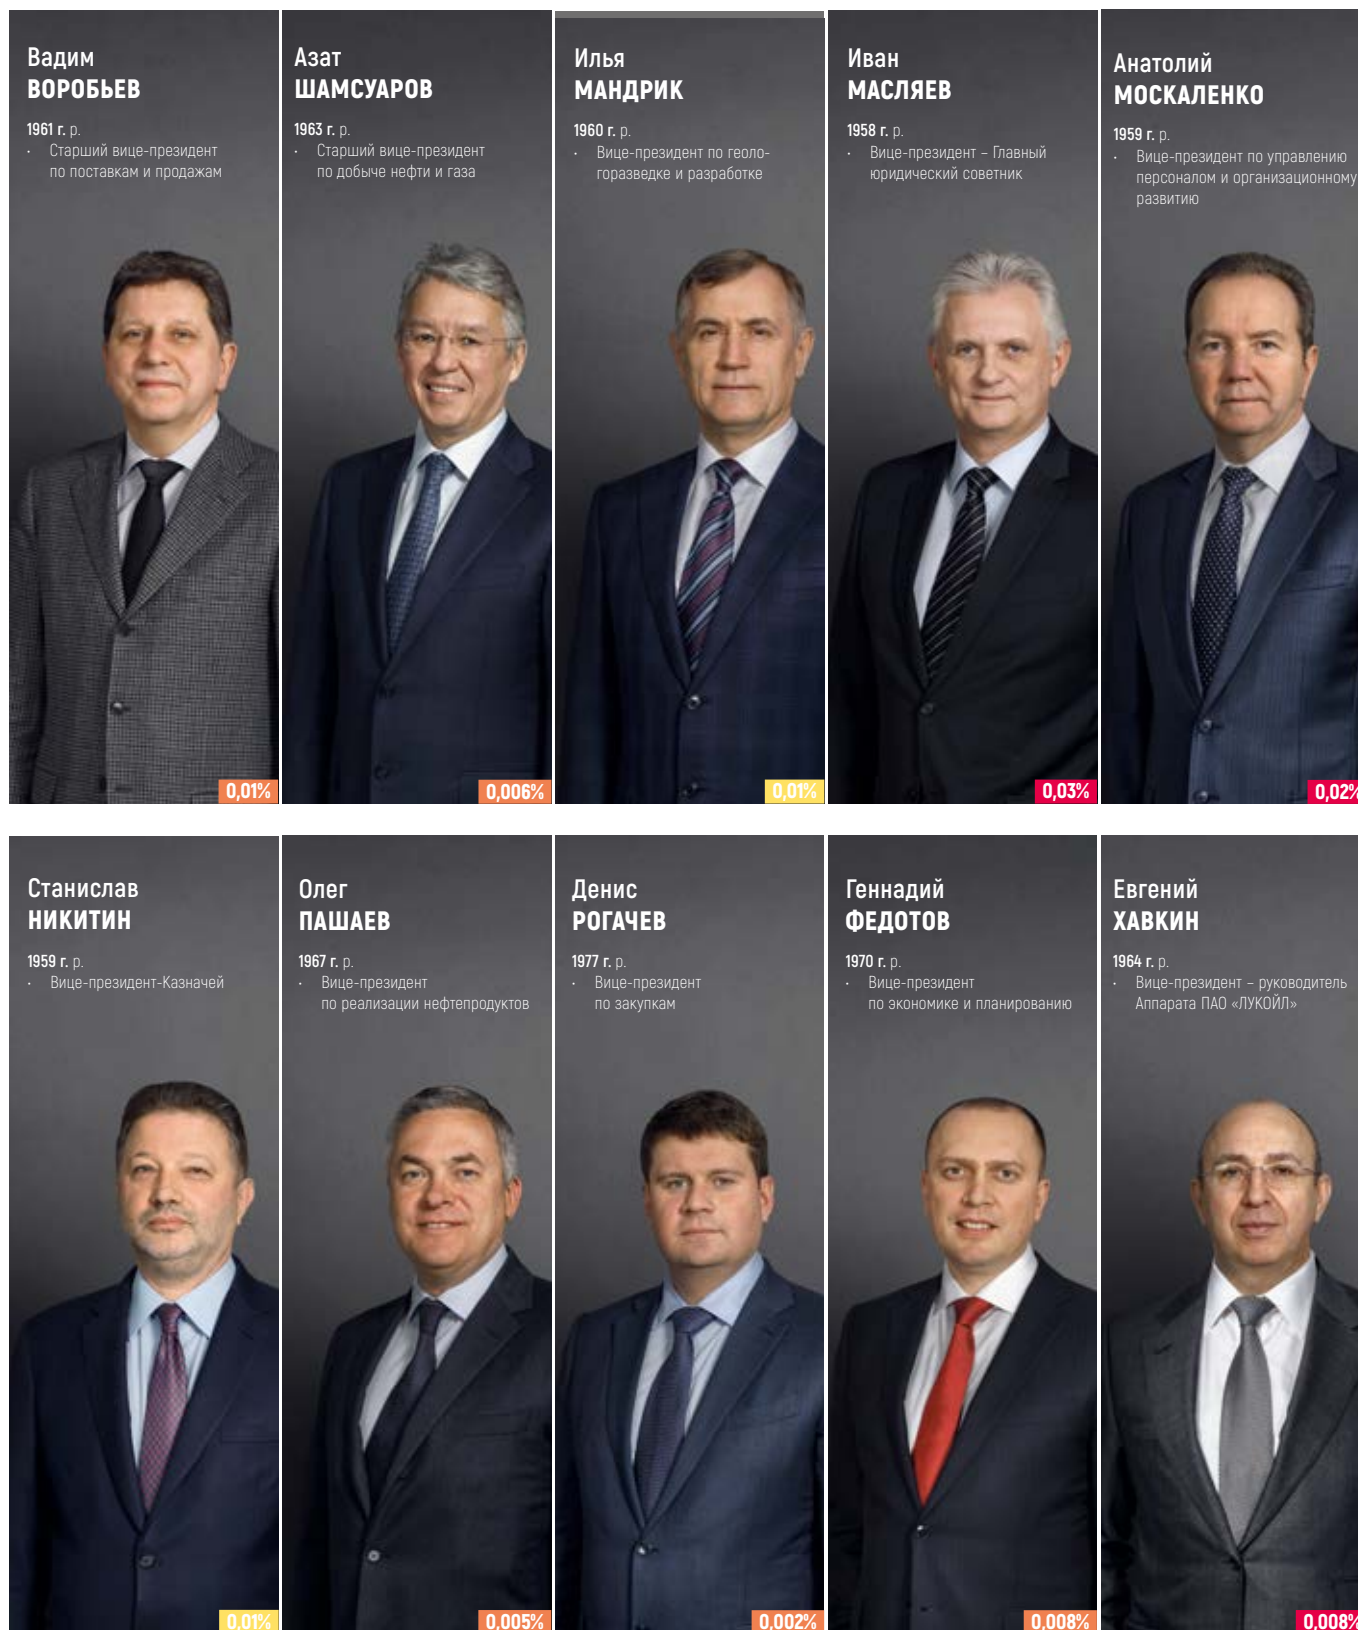 Вадим
ВОРОБЬЕВ
1961 г. р.
• Старший вице-президент
по поставкам и продажам
0,01%
Азат
ШАМСУАРОВ
1963 г. р.
• Старший вице-президент
по добыче нефти и газа
0,006%
Илья
МАНДРИК
1960 г. р.
• Вице-президент по геоло-
горазведке и разработке
0,01%
Иван
МАСЛЯЕВ
1958 г. р.
• Вице-президент – Главный
юридический советник
0,03%
Анатолий
МОСКАЛЕНКО
1959 г. р.
• Вице-президент по управлению
персоналом и организационному
развитию
0,02%
Станислав
НИКИТИН
1959 г. р.
• Вице-президент-Казначей
0,01%
Олег
ПАШАЕВ
1967 г. р.
• Вице-президент
по реализации нефтепродуктов
0,005%
Денис
РОГАЧЕВ
1977 г. р.
• Вице-президент
по закупкам
0,002%
Геннадий
ФЕДОТОВ
1970 г. р.
• Вице-президент
по экономике и планированию
0,008%
Евгений
ХАВКИН
1964 г. р.
• Вице-президент – руководитель
Аппарата ПАО «ЛУКОЙЛ»
0,008%